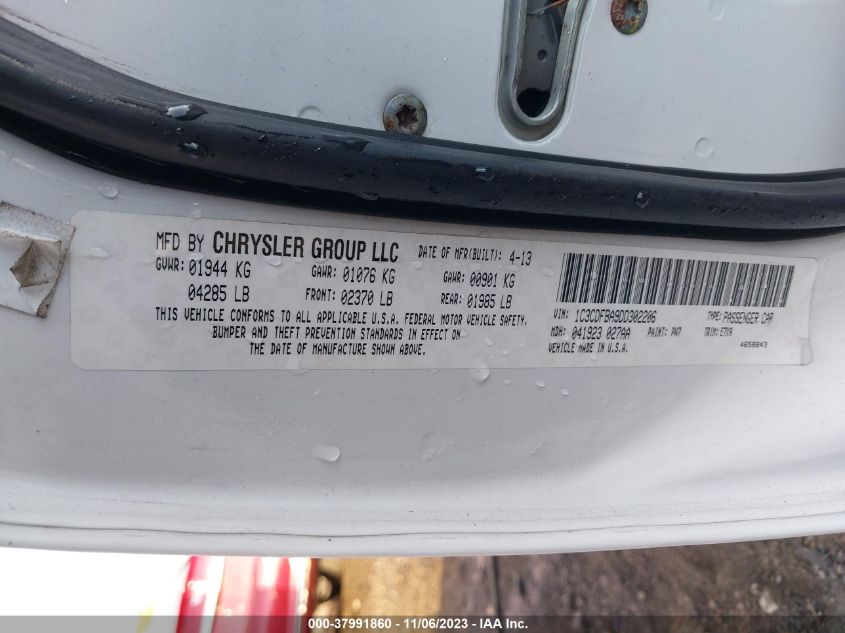 MFD BY CHRYSLER GROUP LLC DATE OF MFR(BUILT): 4-13
GVWR: 01944 KG GAWR: 01076 KG GAWR: 00901 KG
04285 LB FRONT: 02370 LB REAR: 01985 LB
THIS VEHICLE CONFORMS TO ALL APPLICABLE U.S.A. FEDERAL MOTOR VEHICLE SAFETY,
BUMPER AND THEFT PREVENTION STANDARDS IN EFFECT ON
THE DATE OF MANUFACTURE SHOWN ABOVE.
VIN: 1C3CDFBA9DD302206 TYPE: PASSENGER CAR
MDH: 041923 027AA PAINT: PW7 TRIM: E7X9
VEHICLE MADE IN U.S.A. 4658843
000-37991860 - 11/06/2023 - IAA Inc.